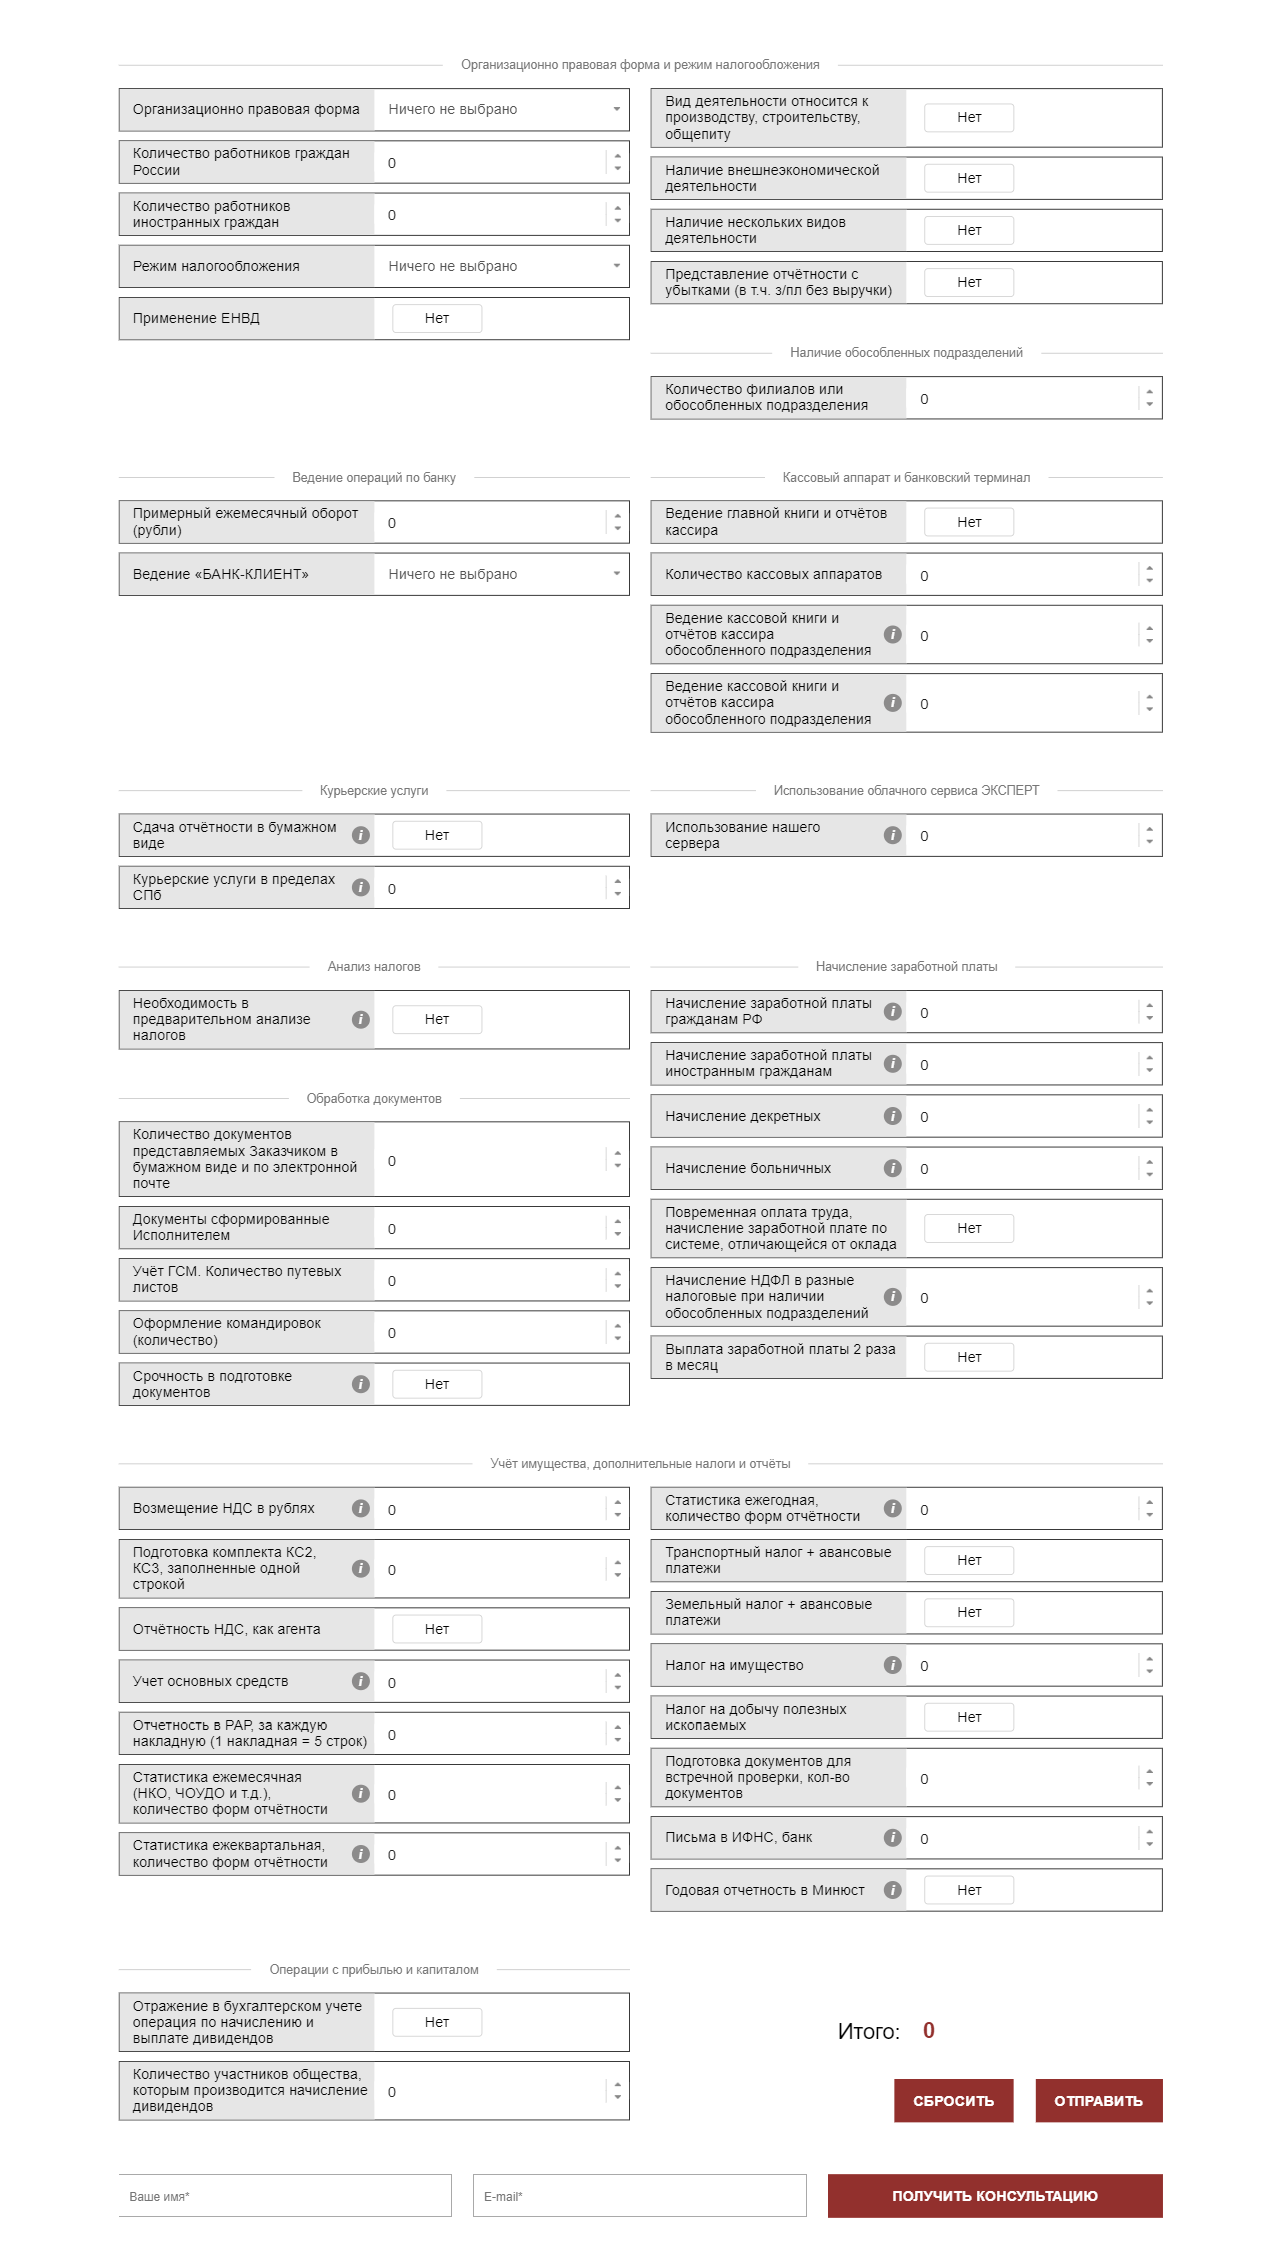 Организационно правовая форма и режим налогообложения
Организационно правовая форма
Ничего не выбрано
Количество работников граждан
России
0
Количество работников
иностранных граждан
0
Режим налогообложения
Ничего не выбрано
Применение ЕНВД
Нет
Вид деятельности относится к
производству, строительству,
общепиту
Нет
Наличие внешнеэкономической
деятельности
Нет
Наличие нескольких видов
деятельности
Нет
Представление отчётности с
убытками (в т.ч. з/пл без выручки)
Нет
Наличие обособленных подразделений
Количество филиалов или
обособленных подразделения
0
Ведение операций по банку
Примерный ежемесячный оборот
(рубли)
0
Ведение «БАНК-КЛИЕНТ»
Ничего не выбрано
Кассовый аппарат и банковский терминал
Ведение главной книги и отчётов
кассира
Нет
Количество кассовых аппаратов
0
Ведение кассовой книги и
отчётов кассира
обособленного подразделения
i
0
Ведение кассовой книги и
отчётов кассира
обособленного подразделения
i
0
Курьерские услуги
Сдача отчётности в бумажном
виде
i
Нет
Курьерские услуги в пределах
СПб
i
0
Использование облачного сервиса ЭКСПЕРТ
Использование нашего
сервера
i
0
Анализ налогов
Необходимость в
предварительном анализе
налогов
i
Нет
Обработка документов
Количество документов
представляемых Заказчиком в
бумажном виде и по электронной
почте
0
Документы сформированные
Исполнителем
0
Учёт ГСМ. Количество путевых
листов
0
Оформление командировок
(количество)
0
Срочность в подготовке
документов
i
Нет
Начисление заработной платы
Начисление заработной платы
гражданам РФ
i
0
Начисление заработной платы
иностранным гражданам
i
0
Начисление декретных
i
0
Начисление больничных
i
0
Повременная оплата труда,
начисление заработной плате по
системе, отличающейся от оклада
Нет
Начисление НДФЛ в разные
налоговые при наличии
обособленных подразделений
i
0
Выплата заработной платы 2 раза
в месяц
Нет
Учёт имущества, дополнительные налоги и отчёты
Возмещение НДС в рублях
i
0
Подготовка комплекта КС2,
КС3, заполненные одной
строкой
i
0
Отчётность НДС, как агента
Нет
Учет основных средств
i
0
Отчетность в РАР, за каждую
накладную (1 накладная = 5 строк)
0
Статистика ежемесячная
(НКО, ЧОУДО и т.д.),
количество форм отчётности
i
0
Статистика ежеквартальная,
количество форм отчётности
i
0
Статистика ежегодная,
количество форм отчётности
i
0
Транспортный налог + авансовые
платежи
Нет
Земельный налог + авансовые
платежи
Нет
Налог на имущество
i
0
Налог на добычу полезных
ископаемых
Нет
Подготовка документов для
встречной проверки, кол-во
документов
0
Письма в ИФНС, банк
i
0
Годовая отчетность в Минюст
i
Нет
Операции с прибылью и капиталом
Отражение в бухгалтерском учете
операция по начислению и
выплате дивидендов
Нет
Количество участников общества,
которым производится начисление
дивидендов
0
Итого: 0
СБРОСИТЬ
ОТПРАВИТЬ
Ваше имя*
E-mail*
ПОЛУЧИТЬ КОНСУЛЬТАЦИЮ